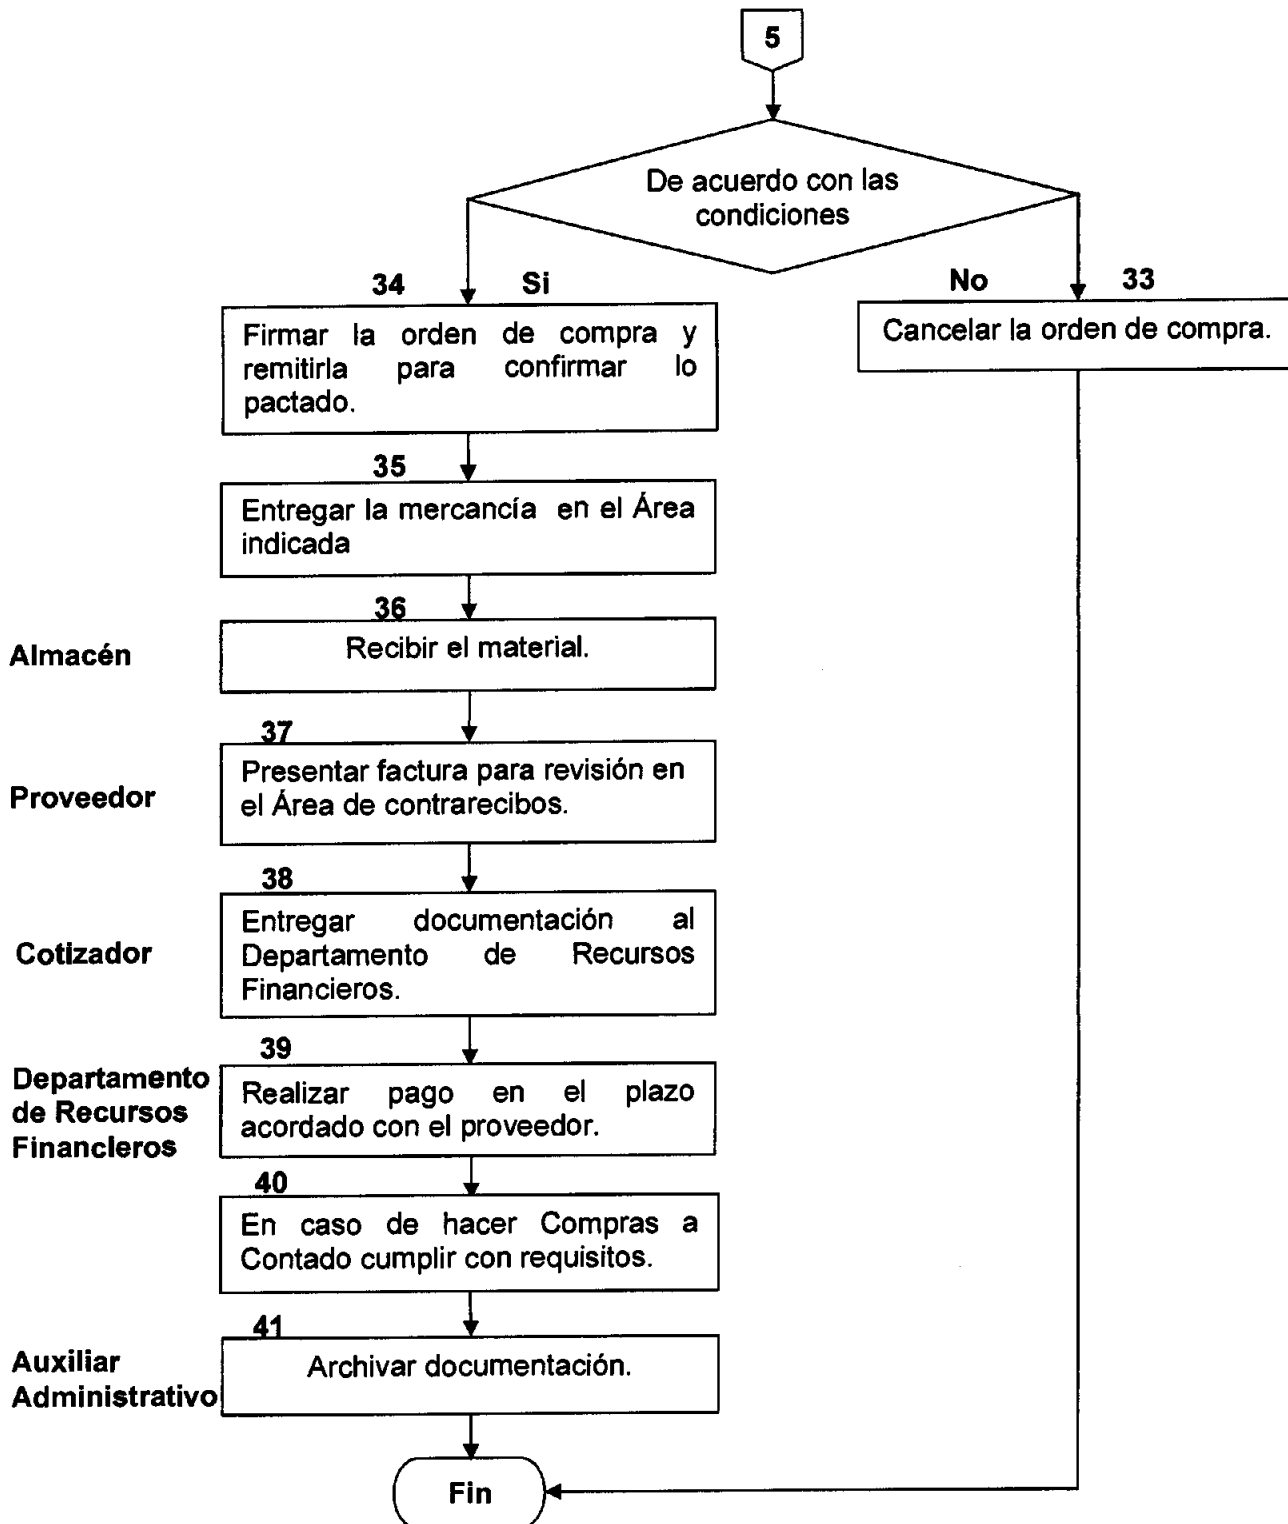 5
De acuerdo con las
condiciones
34 Si
No 33
Firmar la orden de compra y
remitirla para confirmar lo
pactado.
Cancelar la orden de compra.
35
Entregar la mercancía en el Área
indicada
36
Almacén
Recibir el material.
37
Proveedor
Presentar factura para revisión en
el Área de contrarecibos.
38
Cotizador
Entregar documentación al
Departamento de Recursos
Financieros.
39
Departamento
de Recursos
Financieros
Realizar pago en el plazo
acordado con el proveedor.
40
En caso de hacer Compras a
Contado cumplir con requisitos.
41
Auxiliar
Administrativo
Archivar documentación.
Fin